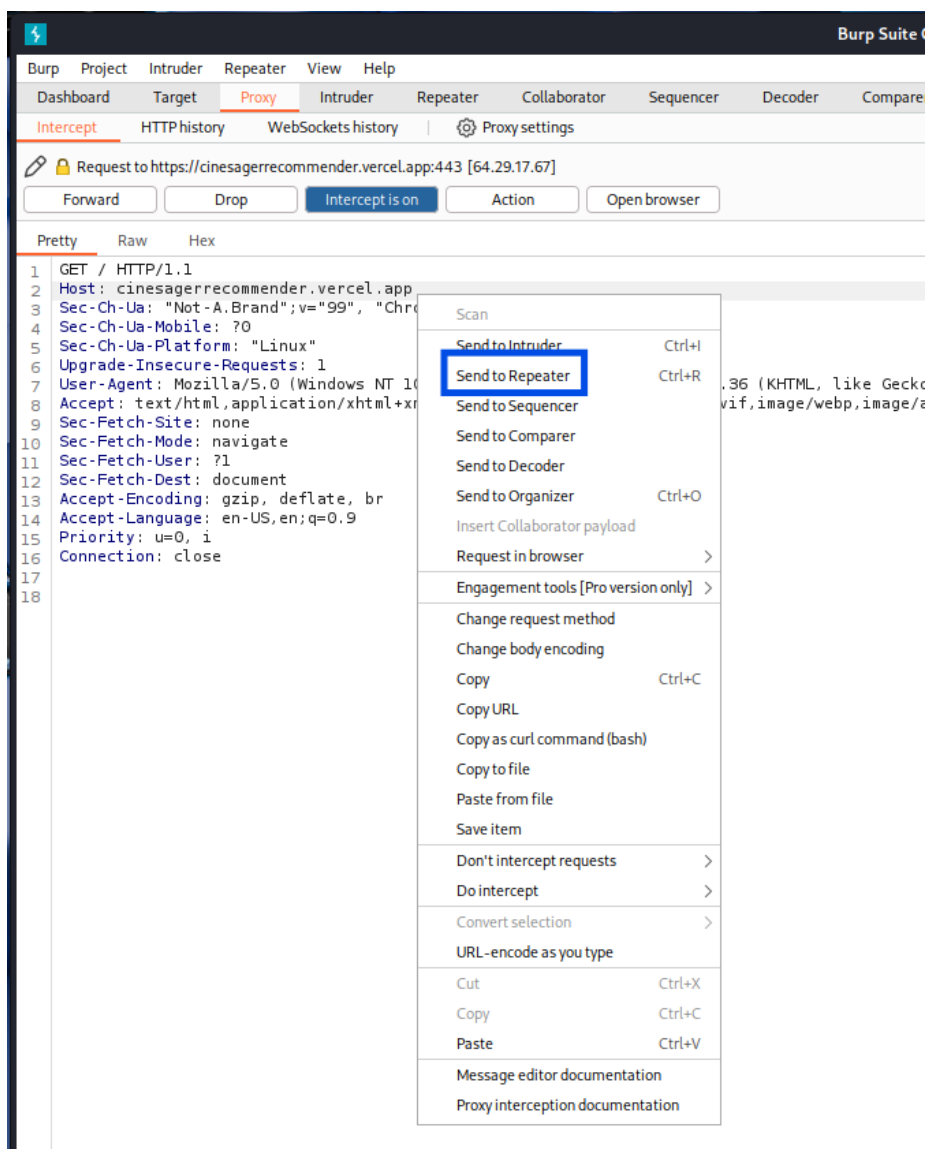 Burp Suite
Burp Project Intruder Repeater View Help
Dashboard Target Proxy Intruder Repeater Collaborator Sequencer Decoder
Intercept HTTP history WebSockets history Proxy settings
Request to https://cinesagerrecommender.vercel.app:443 [64.29.17.67]
Forward Drop Intercept is on Action Open browser
Pretty Raw Hex
1 GET / HTTP/1.1
2 Host: cinesagerrecommender.vercel.app
3 Sec-Ch-Ua: "Not-A.Brand";v="99", "Chr
4 Sec-Ch-Ua-Mobile: ?0
5 Sec-Ch-Ua-Platform: "Linux"
6 Upgrade-Insecure-Requests: 1
7 User-Agent: Mozilla/5.0 (Windows NT .36 (KHTML, like
8 Accept: text/html,application/xhtml+ image/webp,image/
9 Sec-Fetch-Site: none
10 Sec-Fetch-Mode: navigate
11 Sec-Fetch-User: ?1
12 Sec-Fetch-Dest: document
13 Accept-Encoding: gzip, deflate, br
14 Accept-Language: en-US,en;q=0.9
15 Priority: u=0, i
16 Connection: close
17
18
Scan
Send to Intruder Ctrl+I
Send to Repeater Ctrl+R
Send to Sequencer
Send to Comparer
Send to Decoder
Send to Organizer Ctrl+O
Insert Collaborator payload
Request in browser
Engagement tools [Pro version only]
Change request method
Change body encoding
Copy Ctrl+C
Copy URL
Copy as curl command (bash)
Copy to file
Paste from file
Save item
Don't intercept requests
Do intercept
Convert selection
URL-encode as you type
Cut Ctrl+X
Copy Ctrl+C
Paste Ctrl+V
Message editor documentation
Proxy interception documentation